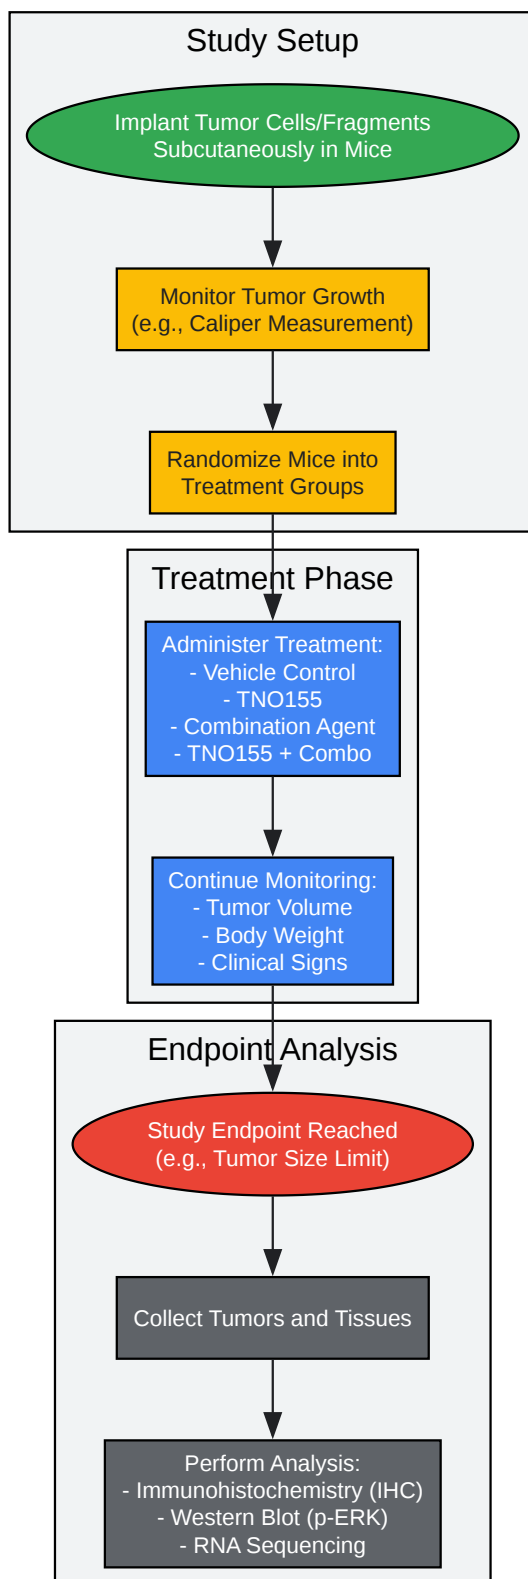 Study Setup
Implant Tumor Cells/Fragments
Subcutaneously in Mice
Monitor Tumor Growth
(e.g., Caliper Measurement)
Randomize Mice into
Treatment Groups
Treatment Phase
Administer Treatment:
- Vehicle Control
- TNO155
- Combination Agent
- TNO155 + Combo
Continue Monitoring:
- Tumor Volume
- Body Weight
- Clinical Signs
Endpoint Analysis
Study Endpoint Reached
(e.g., Tumor Size Limit)
Collect Tumors and Tissues
Perform Analysis:
- Immunohistochemistry (IHC)
- Western Blot (p-ERK)
- RNA Sequencing